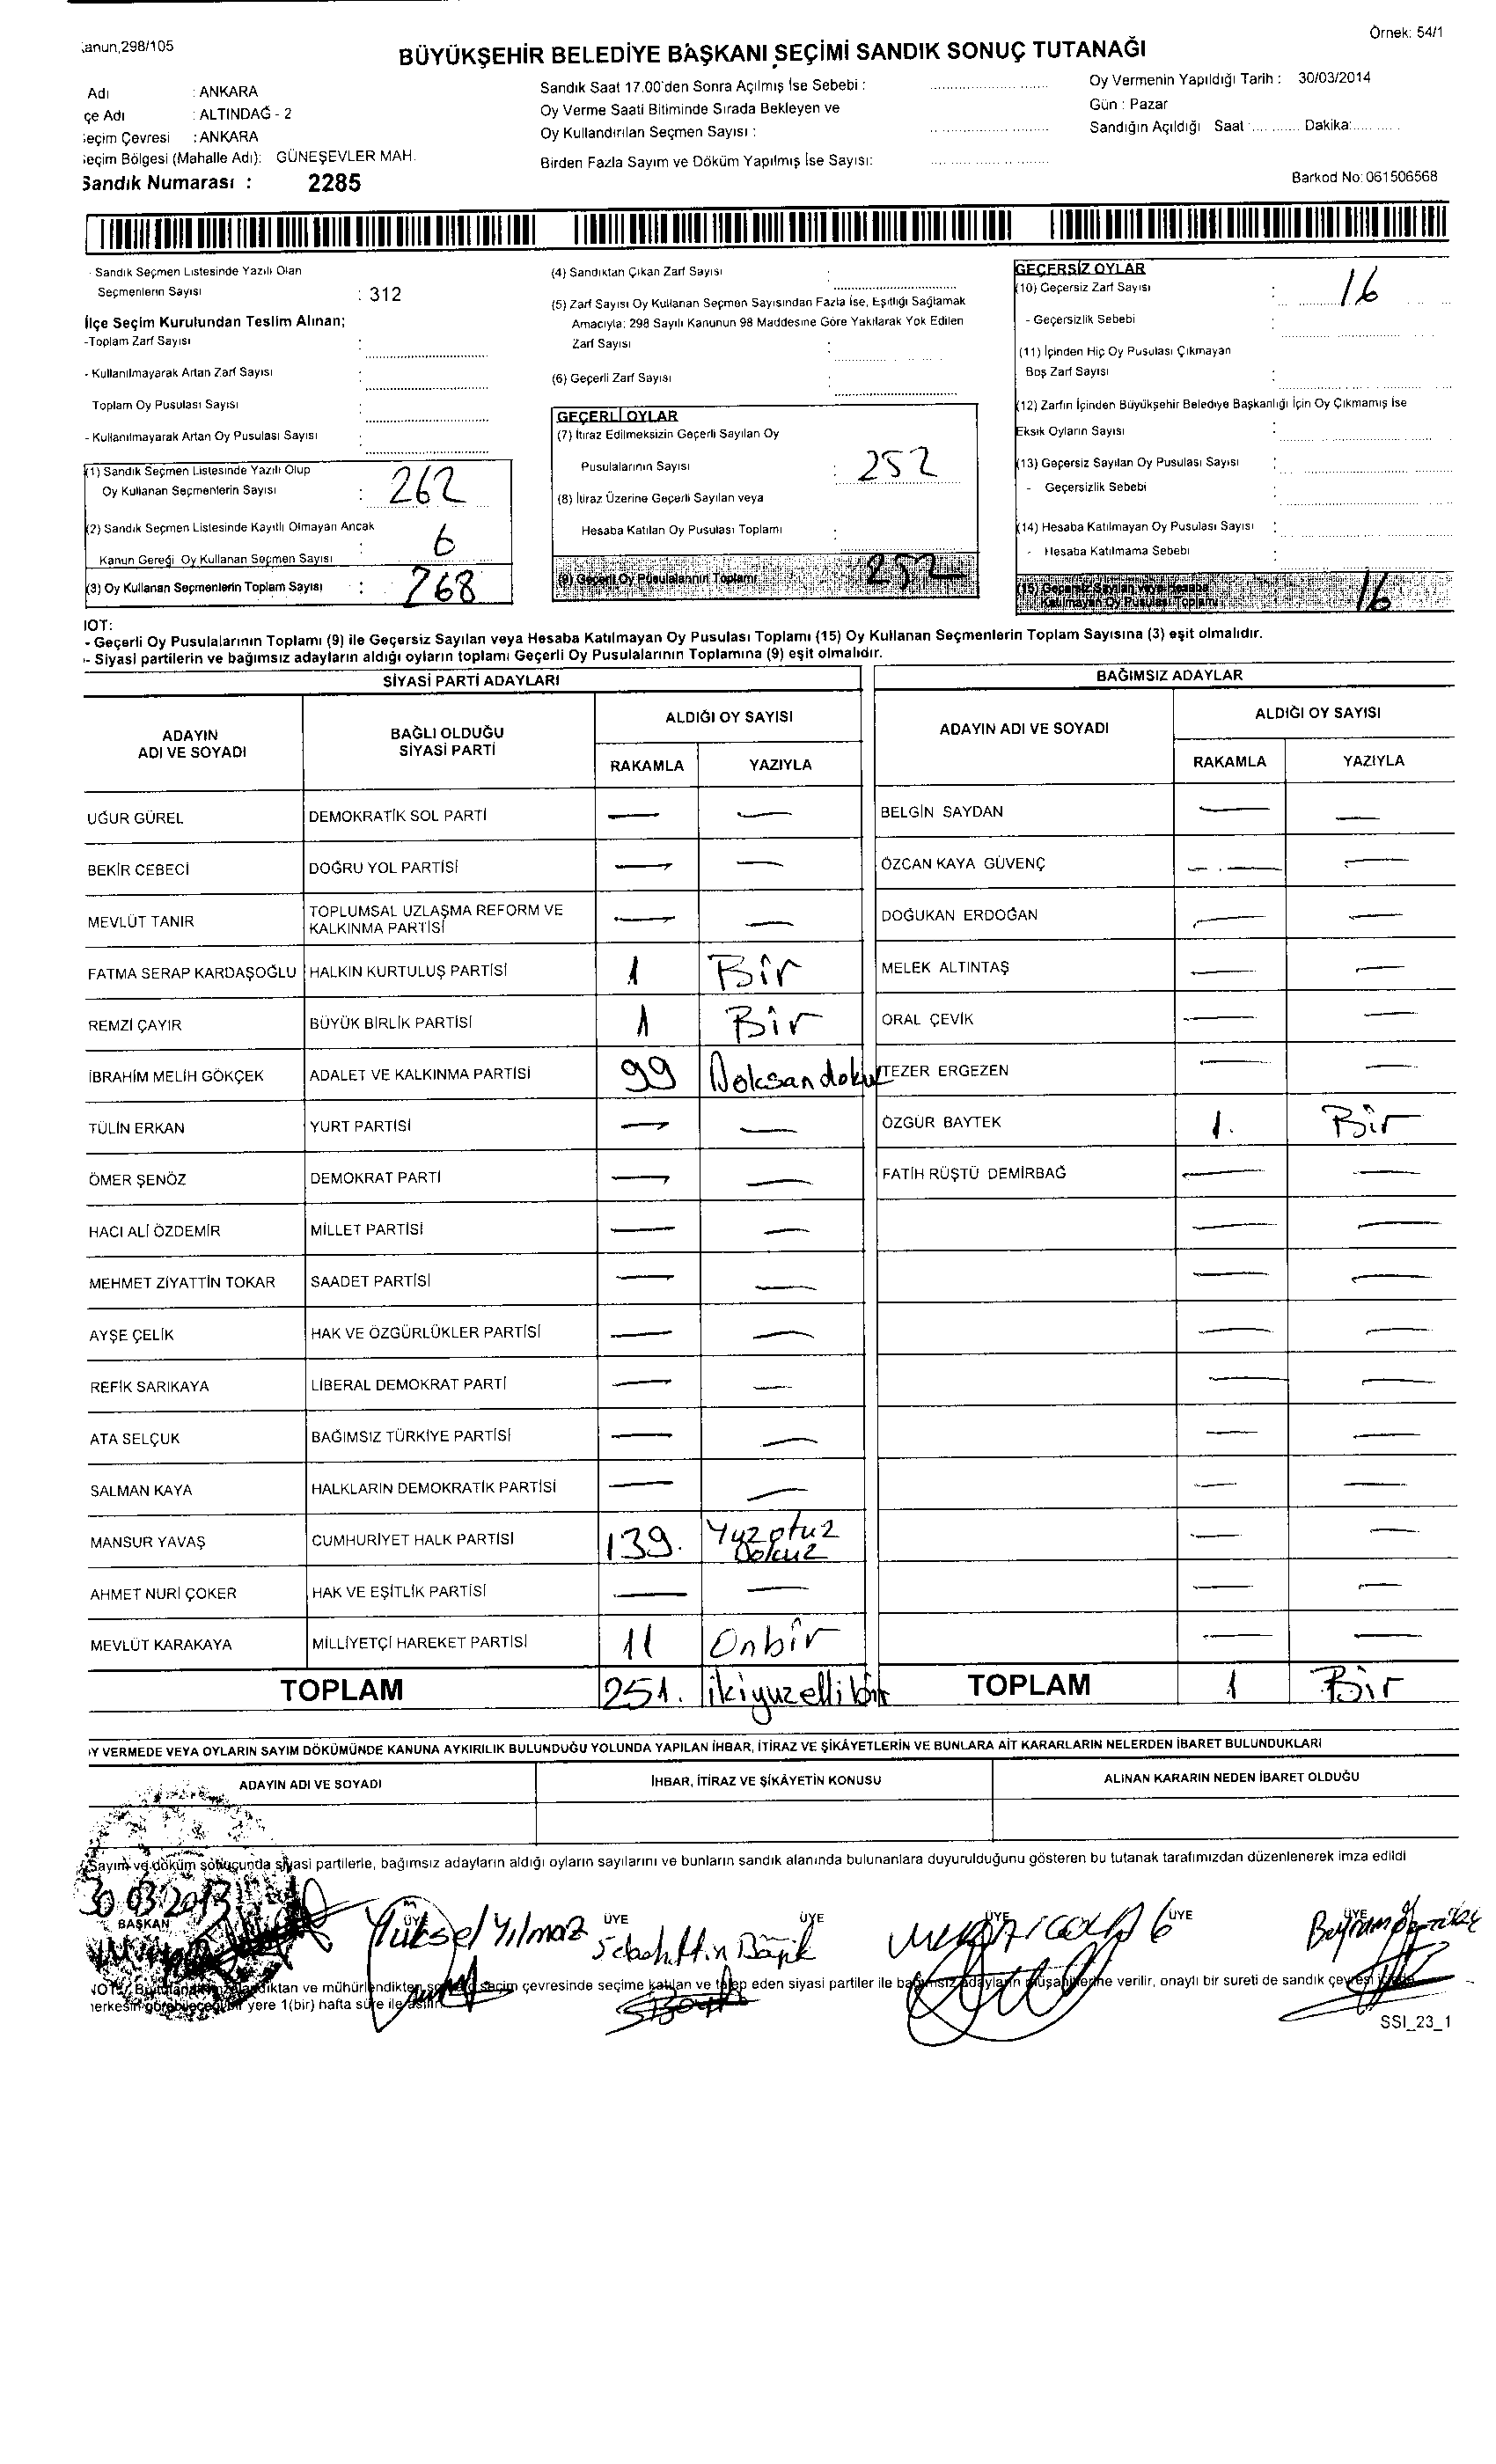 Örnek: 54/1
anun,298/105
BÜYÜKŞEHİR BELEDİYE BAŞKANI SEÇİMİ SANDIK SONUÇ TUTANAĞI
Adı : ANKARA
çe Adı : ALTINDAĞ - 2
eçim Çevresi : ANKARA
eçim Bölgesi (Mahalle Adı): GÜNEŞEVLER MAH.
Sandık Numarası : 2285
Sandık Saat 17.00'den Sonra Açılmış İse Sebebi :
Oy Verme Saati Bitiminde Sırada Bekleyen ve
Oy Kullandırılan Seçmen Sayısı :
Birden Fazla Sayım ve Döküm Yapılmış İse Sayısı:
Oy Vermenin Yapıldığı Tarih : 30/03/2014
Gün : Pazar
Sandığın Açıldığı Saat : Dakika:
Barkod No: 061506568
- Sandık Seçmen Listesinde Yazılı Olan
Seçmenlerin Sayısı : 312
İlçe Seçim Kurulundan Teslim Alınan;
-Toplam Zarf Sayısı :
- Kullanılmayarak Artan Zarf Sayısı :
Toplam Oy Pusulası Sayısı :
- Kullanılmayarak Artan Oy Pusulası Sayısı :
(1) Sandık Seçmen Listesinde Yazılı Olup
Oy Kullanan Seçmenlerin Sayısı : 262
(2) Sandık Seçmen Listesinde Kayıtlı Olmayan Ancak
Kanun Gereği Oy Kullanan Seçmen Sayısı : 6
(3) Oy Kullanan Seçmenlerin Toplam Sayısı : 268
(4) Sandıktan Çıkan Zarf Sayısı :
(5) Zarf Sayısı Oy Kullanan Seçmen Sayısından Fazla İse, Eşitliği Sağlamak
Amacıyla; 298 Sayılı Kanunun 98 Maddesine Göre Yakılarak Yok Edilen
Zarf Sayısı :
(6) Geçerli Zarf Sayısı :
GEÇERLİ OYLAR
(7) İtiraz Edilmeksizin Geçerli Sayılan Oy
Pusulalarının Sayısı : 252
(8) İtiraz Üzerine Geçerli Sayılan veya
Hesaba Katılan Oy Pusulası Toplamı :
(9) Geçerli Oy Pusulalarının Toplamı : 252
GEÇERSİZ OYLAR
(10) Geçersiz Zarf Sayısı : 16
- Geçersizlik Sebebi :
(11) İçinden Hiç Oy Pusulası Çıkmayan
Boş Zarf Sayısı :
(12) Zarfın İçinden Büyükşehir Belediye Başkanlığı İçin Oy Çıkmamış İse
Eksik Oyların Sayısı :
(13) Geçersiz Sayılan Oy Pusulası Sayısı :
- Geçersizlik Sebebi :
(14) Hesaba Katılmayan Oy Pusulası Sayısı :
- Hesaba Katılmama Sebebi :
(15) Geçersiz Sayılan veya Hesaba
Katılmayan Oy Pusulası Toplamı 16
IOT:
- Geçerli Oy Pusulalarının Toplamı (9) ile Geçersiz Sayılan veya Hesaba Katılmayan Oy Pusulası Toplamı (15) Oy Kullanan Seçmenlerin Toplam Sayısına (3) eşit olmalıdır.
- Siyasi partilerin ve bağımsız adayların aldığı oyların toplamı Geçerli Oy Pusulalarının Toplamına (9) eşit olmalıdır.
SİYASİ PARTİ ADAYLARI
ADAYIN ADI VE SOYADI
BAĞLI OLDUĞU SİYASİ PARTİ
ALDIĞI OY SAYISI
RAKAMLA YAZIYLA
UĞUR GÜREL DEMOKRATİK SOL PARTİ — —
BEKİR CEBECİ DOĞRU YOL PARTİSİ — —
MEVLÜT TANIR TOPLUMSAL UZLAŞMA REFORM VE KALKINMA PARTİSİ — —
FATMA SERAP KARDAŞOĞLU HALKIN KURTULUŞ PARTİSİ 1 Bir
REMZİ ÇAYIR BÜYÜK BİRLİK PARTİSİ 1 Bir
İBRAHİM MELİH GÖKÇEK ADALET VE KALKINMA PARTİSİ 99 Doksandokuz
TÜLİN ERKAN YURT PARTİSİ — —
ÖMER ŞENÖZ DEMOKRAT PARTİ — —
HACI ALİ ÖZDEMİR MİLLET PARTİSİ — —
MEHMET ZİYATTİN TOKAR SAADET PARTİSİ — —
AYŞE ÇELİK HAK VE ÖZGÜRLÜKLER PARTİSİ — —
REFİK SARIKAYA LİBERAL DEMOKRAT PARTİ — —
ATA SELÇUK BAĞIMSIZ TÜRKİYE PARTİSİ — —
SALMAN KAYA HALKLARIN DEMOKRATİK PARTİSİ — —
MANSUR YAVAŞ CUMHURİYET HALK PARTİSİ 139. Yüzotuz Dokuz
AHMET NURİ ÇOKER HAK VE EŞİTLİK PARTİSİ — —
MEVLÜT KARAKAYA MİLLİYETÇİ HAREKET PARTİSİ 11 Onbir
TOPLAM 251. ikiyüzellibir
BAĞIMSIZ ADAYLAR
ADAYIN ADI VE SOYADI
ALDIĞI OY SAYISI
RAKAMLA YAZIYLA
BELGİN SAYDAN — —
ÖZCAN KAYA GÜVENÇ — —
DOĞUKAN ERDOĞAN — —
MELEK ALTINTAŞ — —
ORAL ÇEVİK — —
TEZER ERGEZEN — —
ÖZGÜR BAYTEK 1. Bir
FATİH RÜŞTÜ DEMİRBAĞ — —
TOPLAM 1 Bir
Y VERMEDE VEYA OYLARIN SAYIM DÖKÜMÜNDE KANUNA AYKIRILIK BULUNDUĞU YOLUNDA YAPILAN İHBAR, İTİRAZ VE ŞİKÂYETLERİN VE BUNLARA AİT KARARLARIN NELERDEN İBARET BULUNDUKLARI
ADAYIN ADI VE SOYADI
İHBAR, İTİRAZ VE ŞİKÂYETİN KONUSU
ALINAN KARARIN NEDEN İBARET OLDUĞU
Sayım ve döküm sonucunda siyasi partilerle, bağımsız adayların aldığı oyların sayılarını ve bunların sandık alanında bulunanlara duyurulduğunu gösteren bu tutanak tarafımızdan düzenlenerek imza edildi
30 03 2013
BAŞKAN ÜYE ÜYE ÜYE ÜYE ÜYE ÜYE
Yüksel Yılmaz
diktan ve mühürlendikten seçim çevresinde seçime katılan ve talep eden siyasi partiler ile bağımsız adayların müşahitlerine verilir, onaylı bir sureti de sandık çevresi
herkesin görebileceği bir yere 1(bir) hafta süre ile asılır.
SSI_23_1